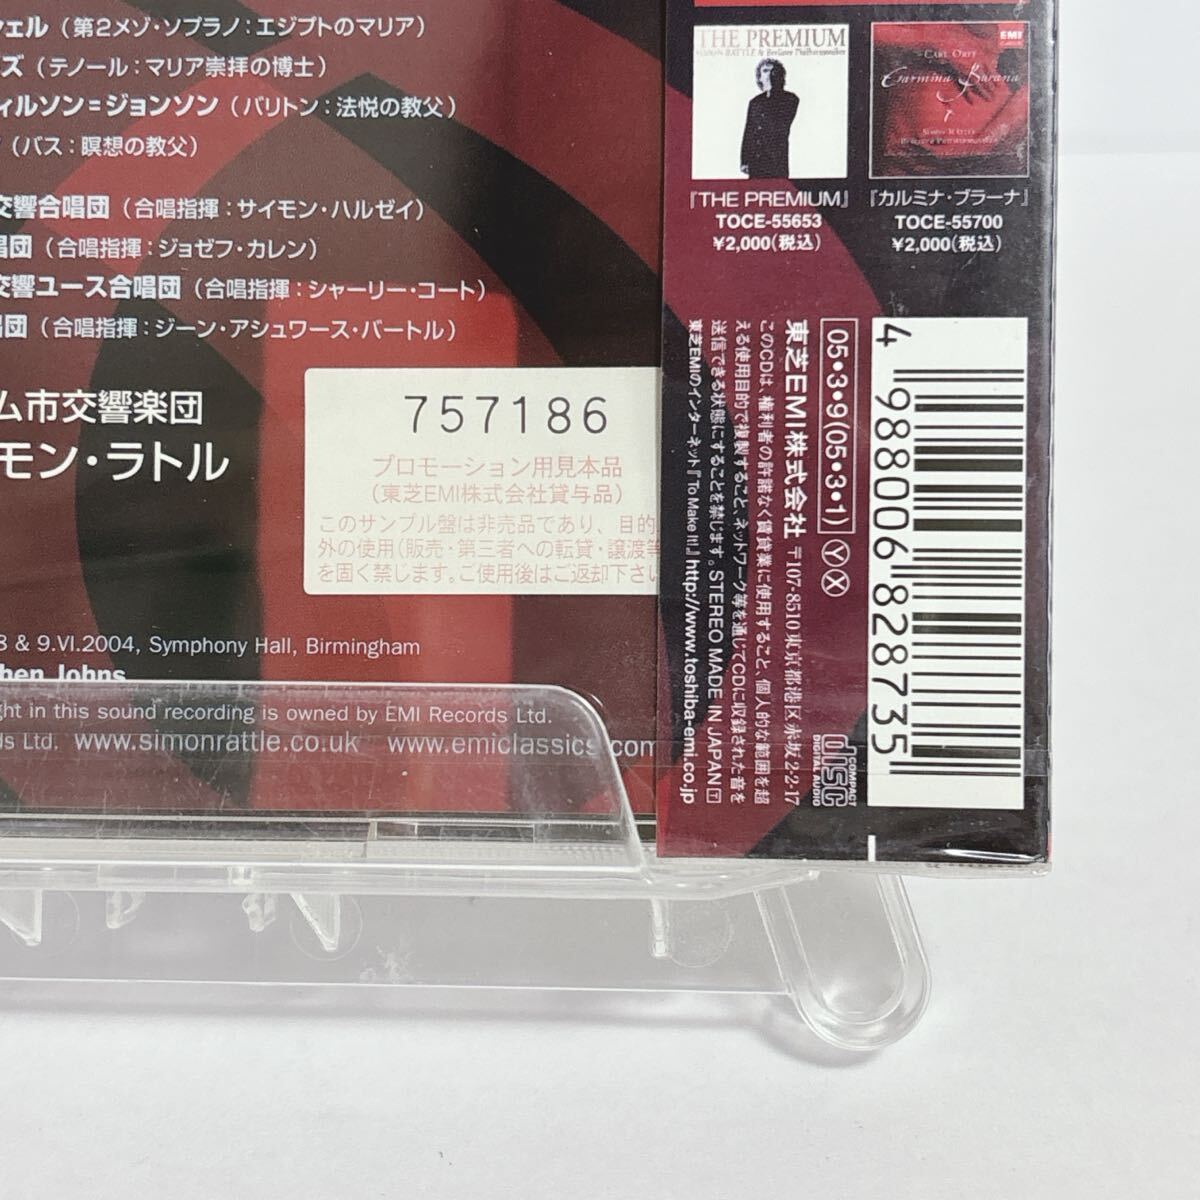 シェル（第2メゾ・ソプラノ：エジプトのマリア）
ズ（テノール：マリア崇拝の博士）
ィルソン＝ジョンソン（バリトン：法悦の教父）
（バス：瞑想の教父）
交響合唱団（合唱指揮：サイモン・ハルゼイ）
唱団（合唱指揮：ジョゼフ・カレン）
交響ユース合唱団（合唱指揮：シャーリー・コート）
唱団（合唱指揮：ジーン・アシュワース・バートル）
ム市交響楽団
モン・ラトル
757186
プロモーション用見本品
（東芝EMI株式会社貸与品）
このサンプル盤は非売品であり、目的
外の使用（販売・第三者への転貸・譲渡等
を固く禁じます。ご使用後はご返却下さい
8 & 9.VI.2004, Symphony Hall, Birmingham
hen Johns
ght in this sound recording is owned by EMI Records Ltd.
ds Ltd. www.simonrattle.co.uk www.emiclassics.com
THE PREMIUM
SIMON RATTLE & Berliner Philharmoniker
EMI
CARL ORFF
Carmina Burana
SIMON RATTLE
BERLINER PHILHARMONIKER
『THE PREMIUM』
TOCE-55653
¥2,000（税込）
『カルミナ・ブラーナ』
TOCE-55700
¥2,000（税込）
4 988006 828735
05・3・9（05・3・1）ⓎⓍ
東芝EMI株式会社 〒107-8510 東京都港区赤坂2-2-17
このCDは、権利者の許諾なく賃貸業に使用すること、個人的な範囲を超
える使用目的で複製すること、ネットワーク等を通じてCDに収録された音を
送信できる状態にすることを禁じます。STEREO MADE IN JAPAN T
東芝EMIのインターネット『To Make It!』http://www.toshiba-emi.co.jp
COMPACT
disc
DIGITAL AUDIO